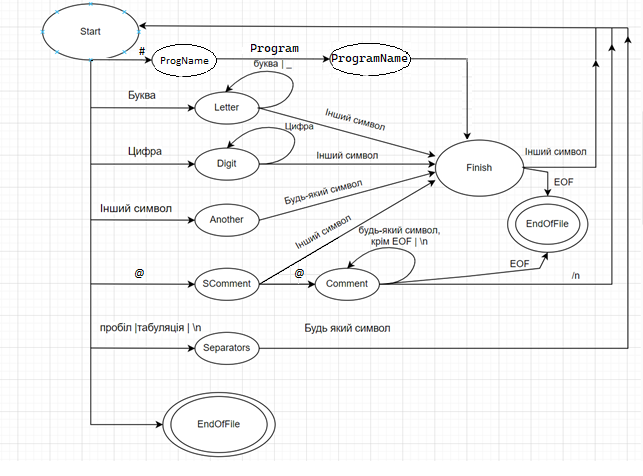 Start
#
ProgName
Program
ProgramName
буква | _
Буква
Letter
Інший символ
Цифра
Цифра
Digit
Інший символ
Finish
Інший символ
EOF
Інший символ
Another
Будь-який символ
EndOfFile
Інший символ
будь-який символ,
крім EOF | \n
@
SComment
@
Comment
EOF
/n
пробіл |табуляція | \n
Separators
Будь який символ
EndOfFile